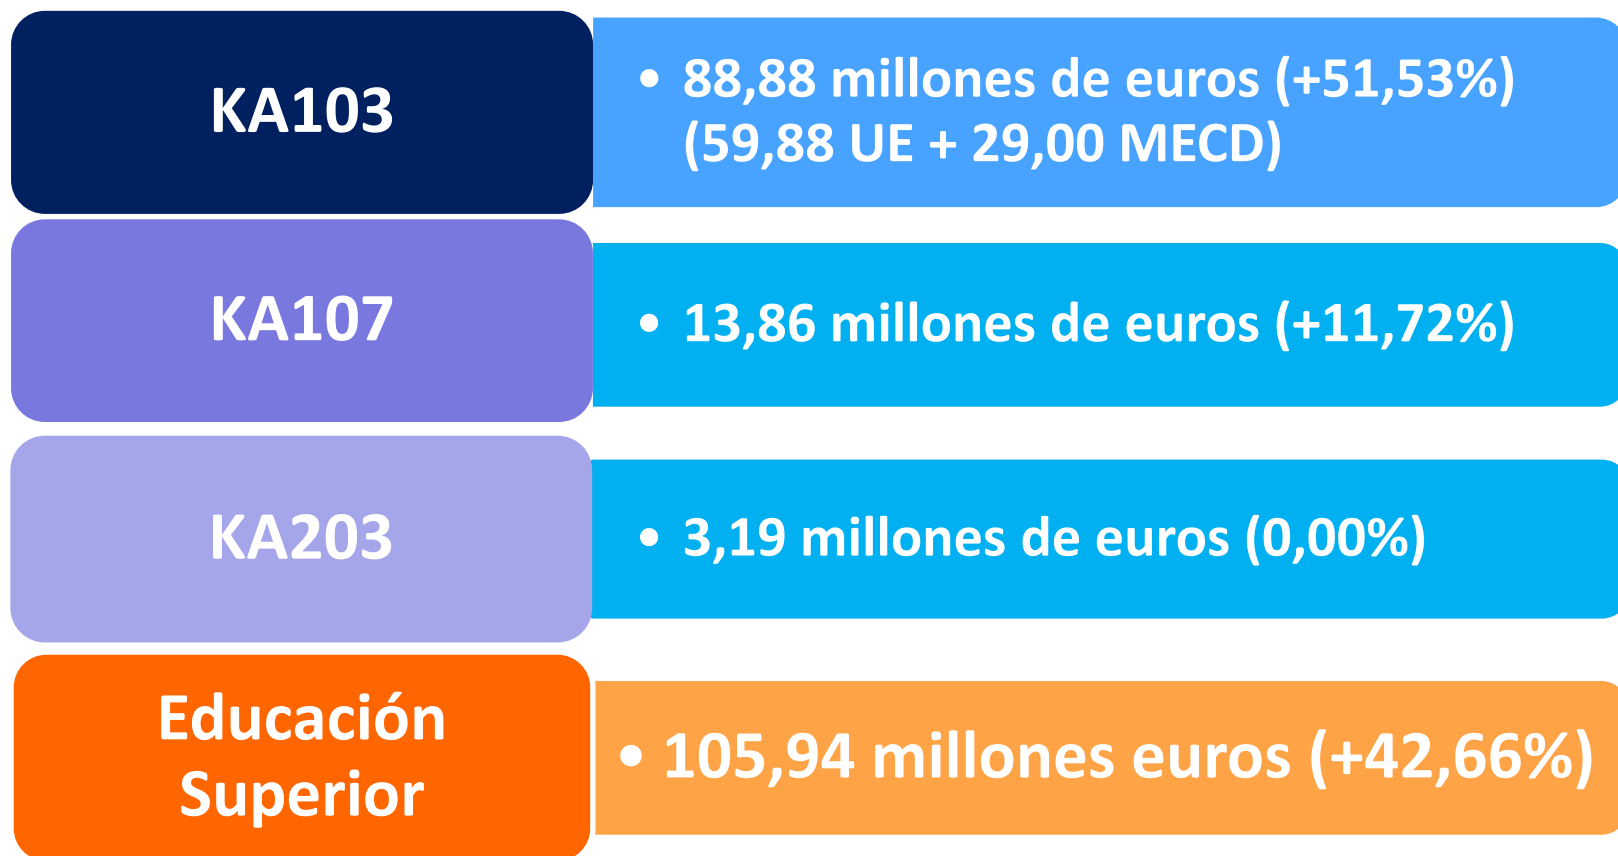 KA103
• 88,88 millones de euros (+51,53%)
(59,88 UE + 29,00 MECD)
KA107
• 13,86 millones de euros (+11,72%)
KA203
• 3,19 millones de euros (0,00%)
Educación
Superior
• 105,94 millones euros (+42,66%)